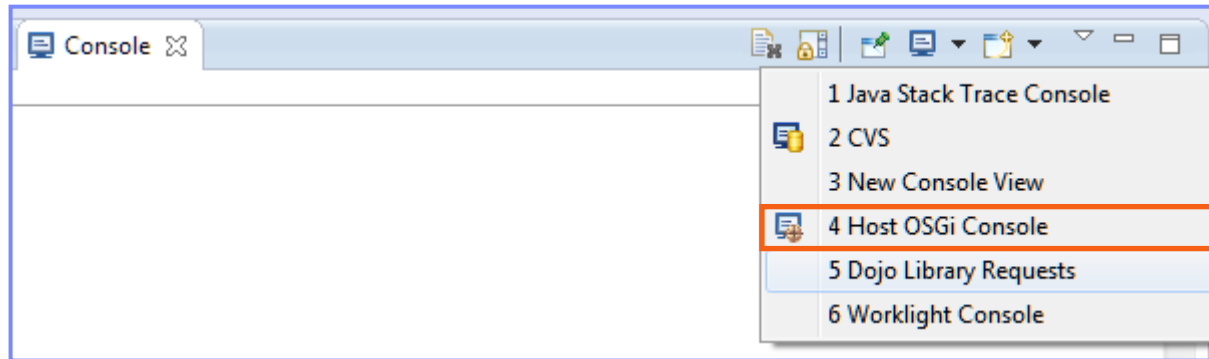 Console
1 Java Stack Trace Console
2 CVS
3 New Console View
4 Host OSGi Console
5 Dojo Library Requests
6 Worklight Console